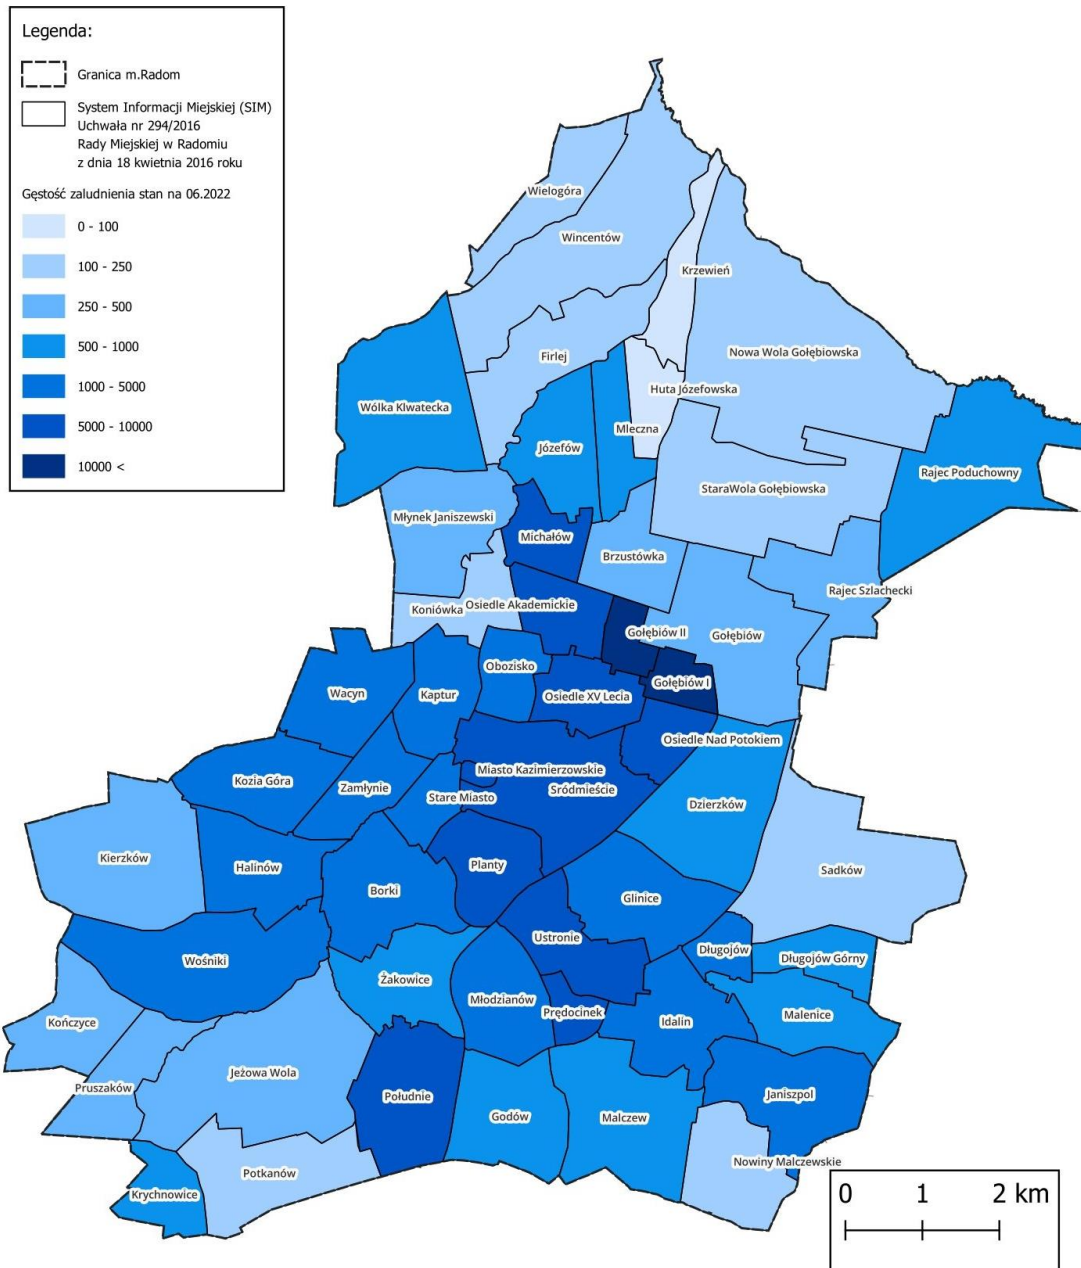 Legenda:
Granica m.Radom
System Informacji Miejskiej (SIM)
Uchwała nr 294/2016
Rady Miejskiej w Radomiu
z dnia 18 kwietnia 2016 roku
Gęstość zaludnienia stan na 06.2022
0 - 100
100 - 250
250 - 500
500 - 1000
1000 - 5000
5000 - 10000
10000 <
Wielogóra
Wincentów
Krzewień
Nowa Wola Gołębiowska
Firlej
Huta Józefowska
Wólka Klwatecka
Mleczna
Józefów
Rajec Poduchowny
StaraWola Gołębiowska
Młynek Janiszewski
Michałów
Brzustówka
Rajec Szlachecki
Koniówka
Osiedle Akademickie
Gołębiów II
Gołębiów
Obozisko
Gołębiów I
Wacyn
Kaptur
Osiedle XV Lecia
Osiedle Nad Potokiem
Miasto Kazimierzowskie
Kozia Góra
Zamłynie
Stare Miasto
Śródmieście
Dzierzków
Kierzków
Halinów
Planty
Sadków
Borki
Glinice
Ustronie
Długojów
Długojów Górny
Wośniki
Żakowice
Młodzianów
Prędocinek
Idalin
Malenice
Kończyce
Jeżowa Wola
Pruszaków
Południe
Janiszpol
Godów
Malczew
Nowiny Malczewskie
Potkanów
Krychnowice
0 1 2 km